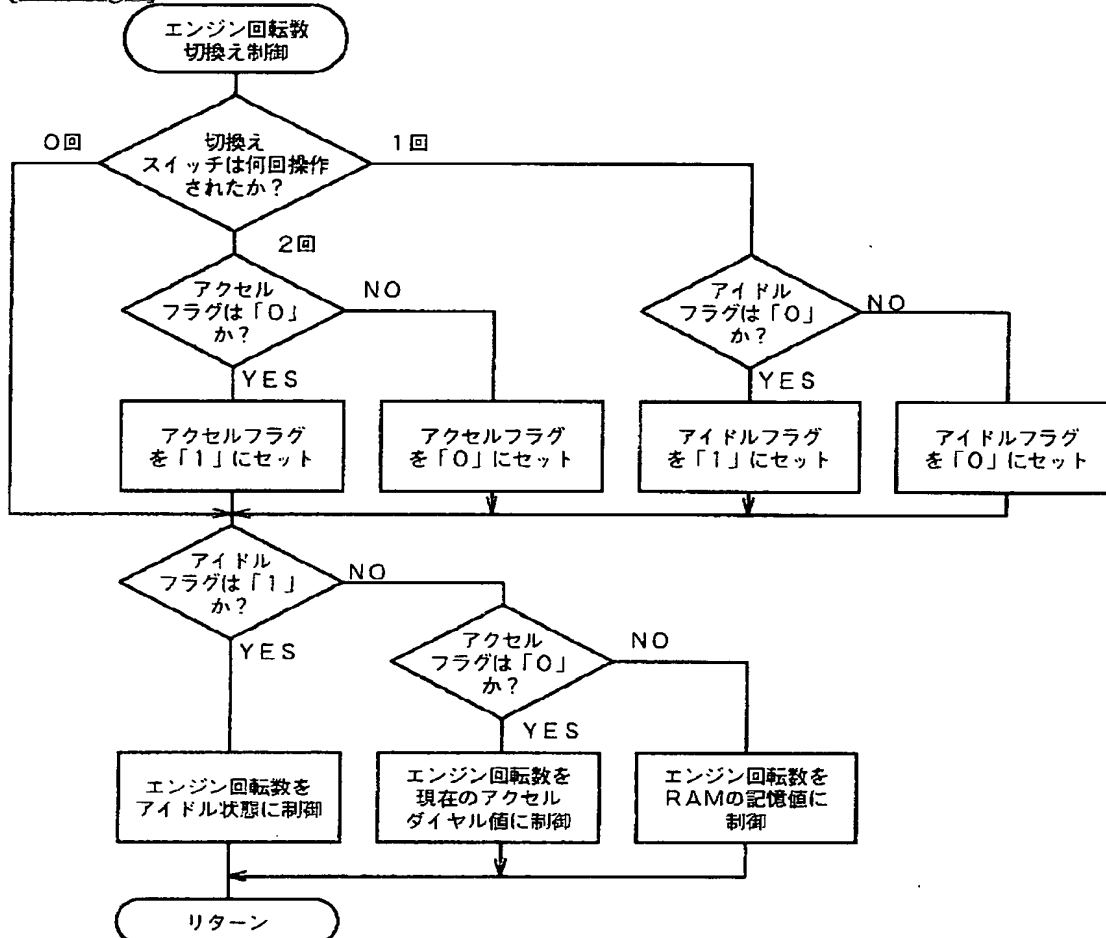 エンジン回転数
切換え制御
切換え
スイッチは何回操作
されたか？
0回
1回
2回
アクセル
フラグは「0」
か？
NO
YES
アイドル
フラグは「0」
か？
NO
YES
アクセルフラグ
を「1」にセット
アクセルフラグ
を「0」にセット
アイドルフラグ
を「1」にセット
アイドルフラグ
を「0」にセット
アイドル
フラグは「1」
か？
NO
YES
アクセル
フラグは「0」
か？
NO
YES
エンジン回転数を
アイドル状態に制御
エンジン回転数を
現在のアクセル
ダイヤル値に制御
エンジン回転数を
RAMの記憶値に
制御
リターン